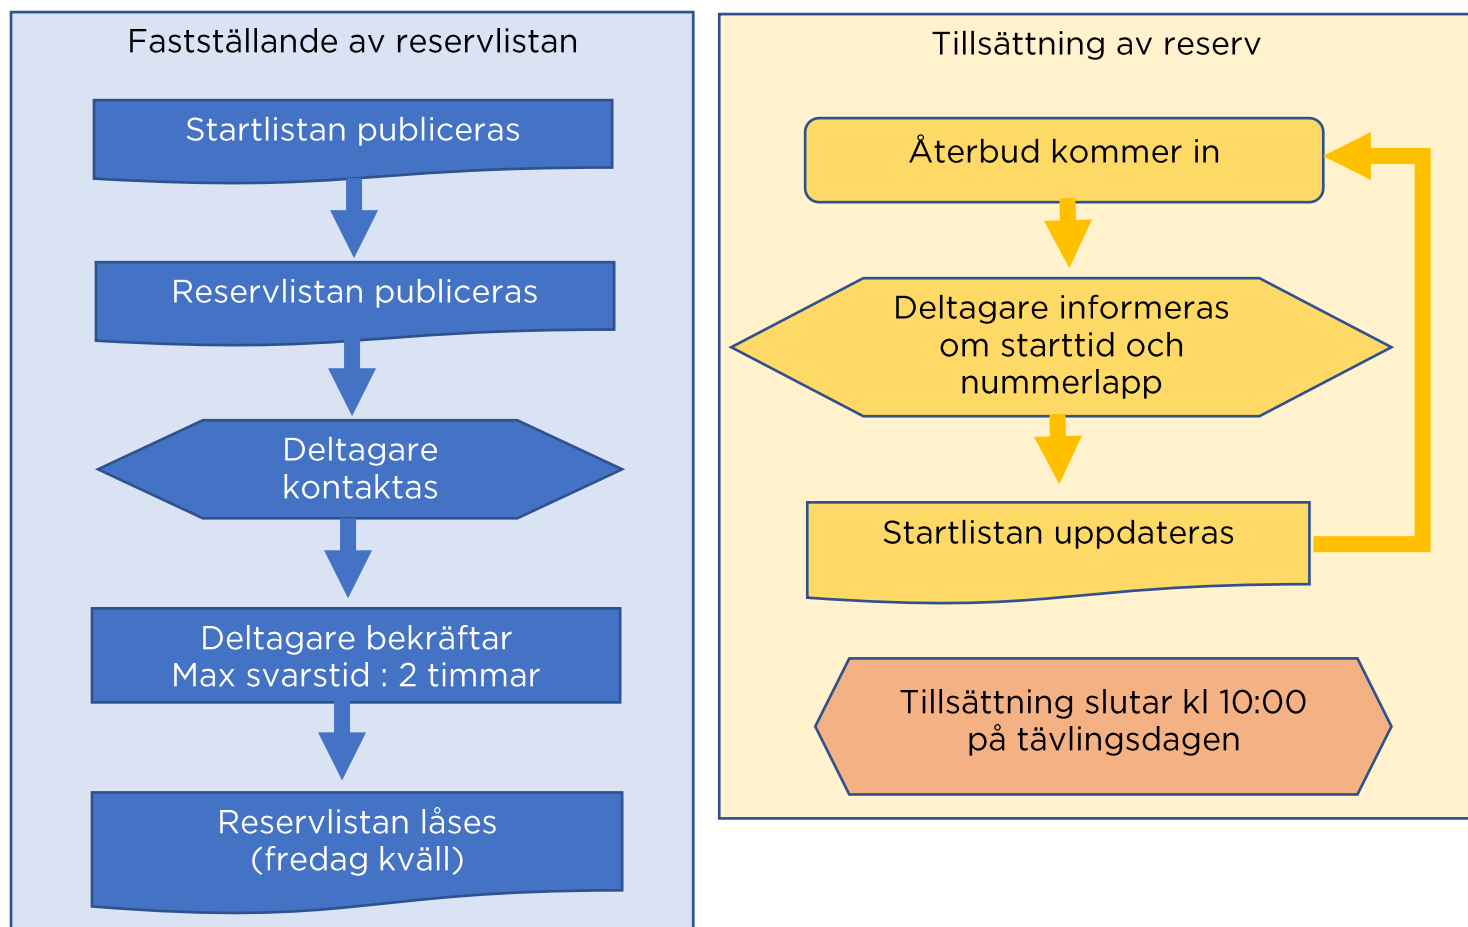 Fastställande av reservlistan
Startlistan publiceras
Reservlistan publiceras
Deltagare
kontaktas
Deltagare bekräftar
Max svarstid : 2 timmar
Reservlistan låses
(fredag kväll)
Tillsättning av reserv
Återbud kommer in
Deltagare informeras
om starttid och
nummerlapp
Startlistan uppdateras
Tillsättning slutar kl 10:00
på tävlingsdagen